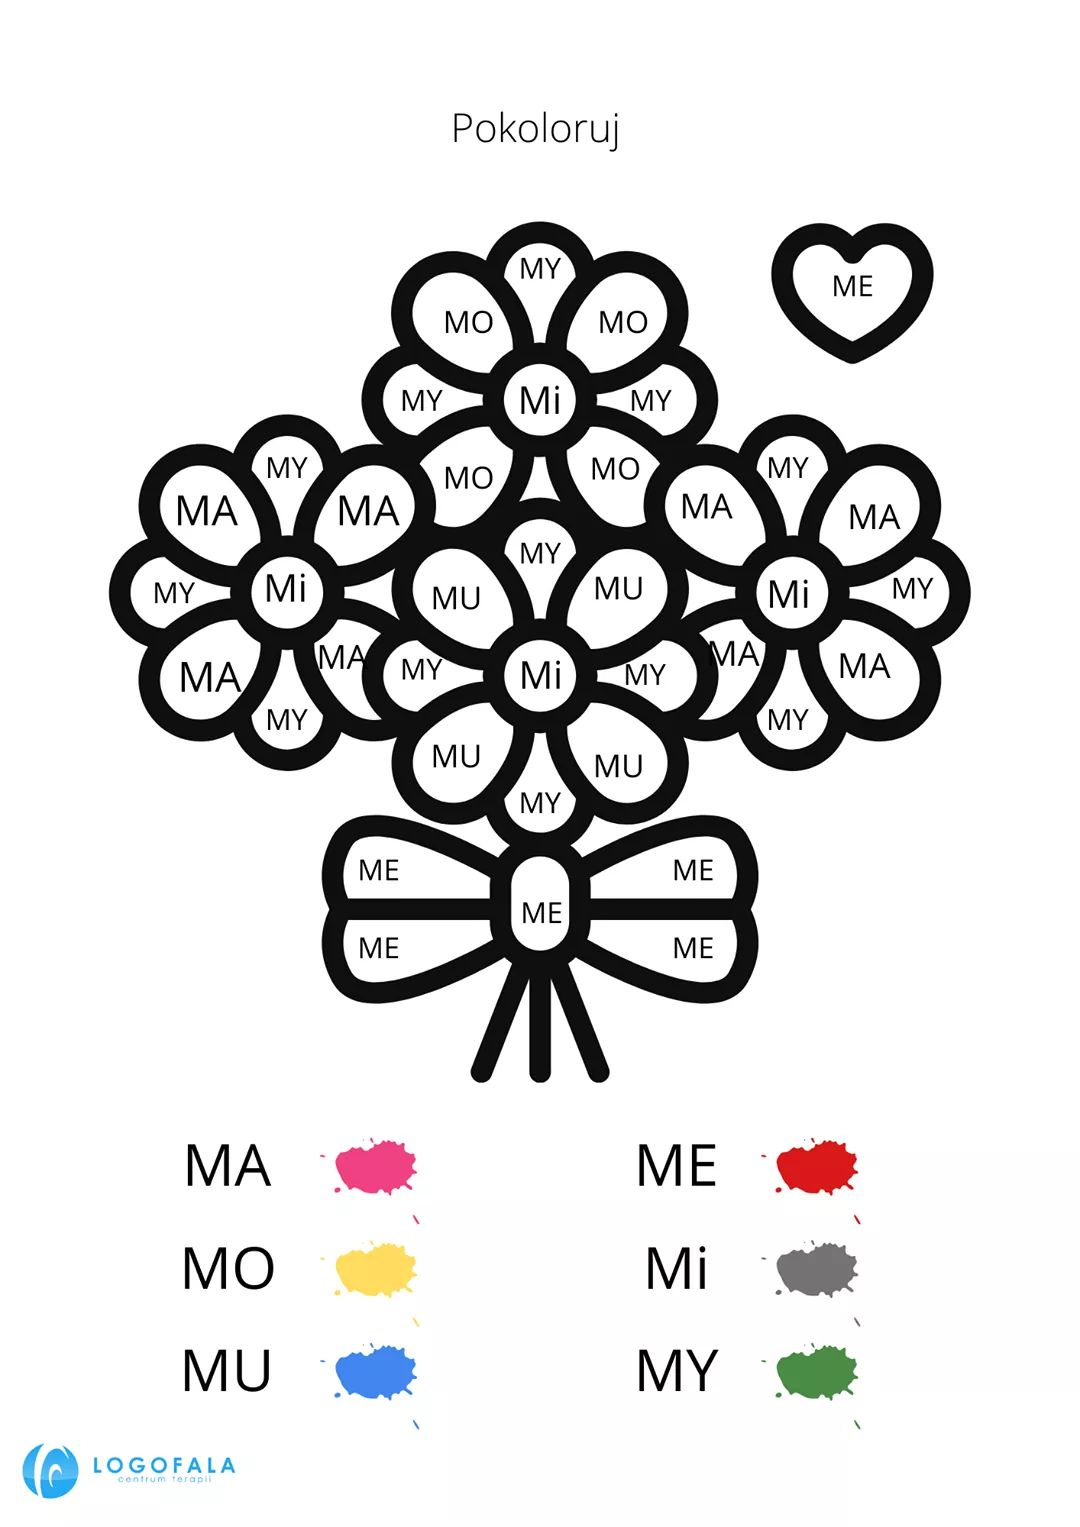 Pokoloruj
MY
ME
MO MO
MY Mi MY
MO MO
MY MY
MA MA MA MA
MY
MY Mi MU MU Mi MY
MA MY Mi MY MA
MA MA
MY MY
MU MU
MY
ME ME
ME
ME ME
MA ME
MO Mi
MU MY
LOGOFALA
centrum terapii